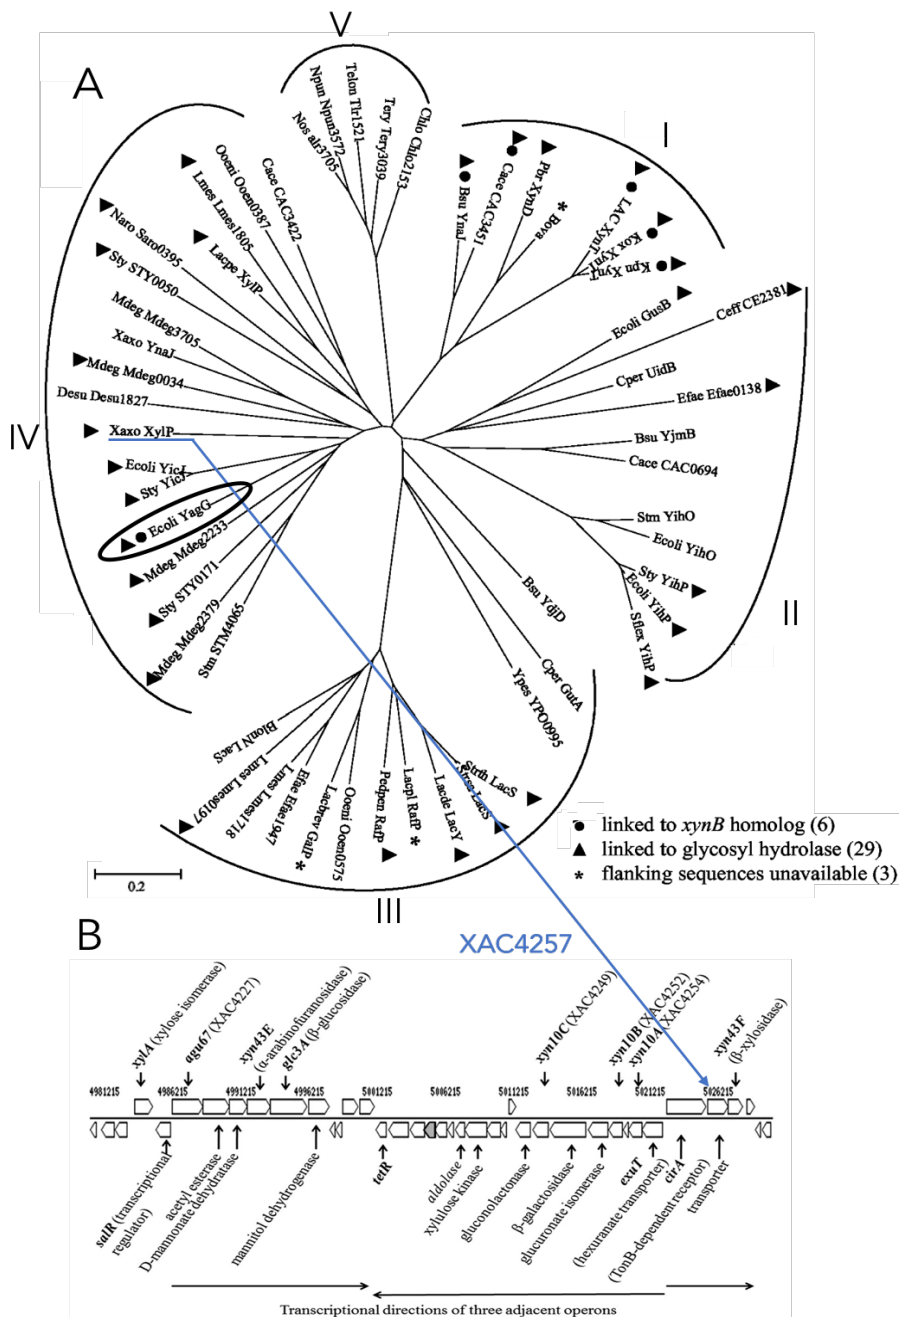 A
V
Nos alr3705
Npun Npun3572
Telon Tlr1521
Tery Tery3039
Chlo Chlo2153
I
Bsu YnaJ
Cace CAC3451
Pbr XynD
* Bova
LAC XynT
Kox XynT
Kpn XynT
II
Ecoli GusB
Ceff CE2381
Cper UidB
Efae Efae0138
Bsu YjmB
Cace CAC0694
Stm YihO
Ecoli YihO
Sty YihP
Ecoli YihP
Sflex YihP
Bsu YdjD
Cper GutA
Ypes YPO0995
III
Strth LacS
Strsa LacS
Lacde LacY
Lacpl RafP *
Pedpen RafP
Ooeni Ooen0575
Lacbrev GalP *
Efae Efae1947
Lmes Lmes1718
Lmes Lmes0197
BlonN LacS
IV
Cace CAC3422
Ooeni Ooen0387
Lmes Lmes1805
Lacpe XylP
Naro Saro0395
Sty STY0050
Mdeg Mdeg3705
Xaxo YnaJ
Mdeg Mdeg0034
Desu Desu1827
Xaxo XylP
Ecoli YicJ
Sty YicJ
Ecoli YagG
Mdeg Mdeg2233
Sty STY0171
Mdeg Mdeg2379
Stm STM4065
0.2
● linked to xynB homolog (6)
▲ linked to glycosyl hydrolase (29)
* flanking sequences unavailable (3)
B
XAC4257
xylA (xylose isomerase)
agu67 (XAC4227)
xyn43E
(α-arabinofuranosidase)
glc3A (β-glucosidase)
xyn10C (XAC4249)
xyn10B (XAC4252)
xyn10A (XAC4254)
xyn43F
(β-xylosidase)
4981215 4986215 4991215 4996215 5001215 5006215 5011215 5016215 5021215 5026215
salR (transcriptional
regulator)
acetyl esterase
D-mannonate dehydratase
mannitol dehydrogenase
tetR
aldolase
xylulose kinase
gluconolactonase
β-galactosidase
glucuronate isomerase
exuT
(hexuranate transporter)
cirA
(TonB-dependent receptor)
transporter
Transcriptional directions of three adjacent operons